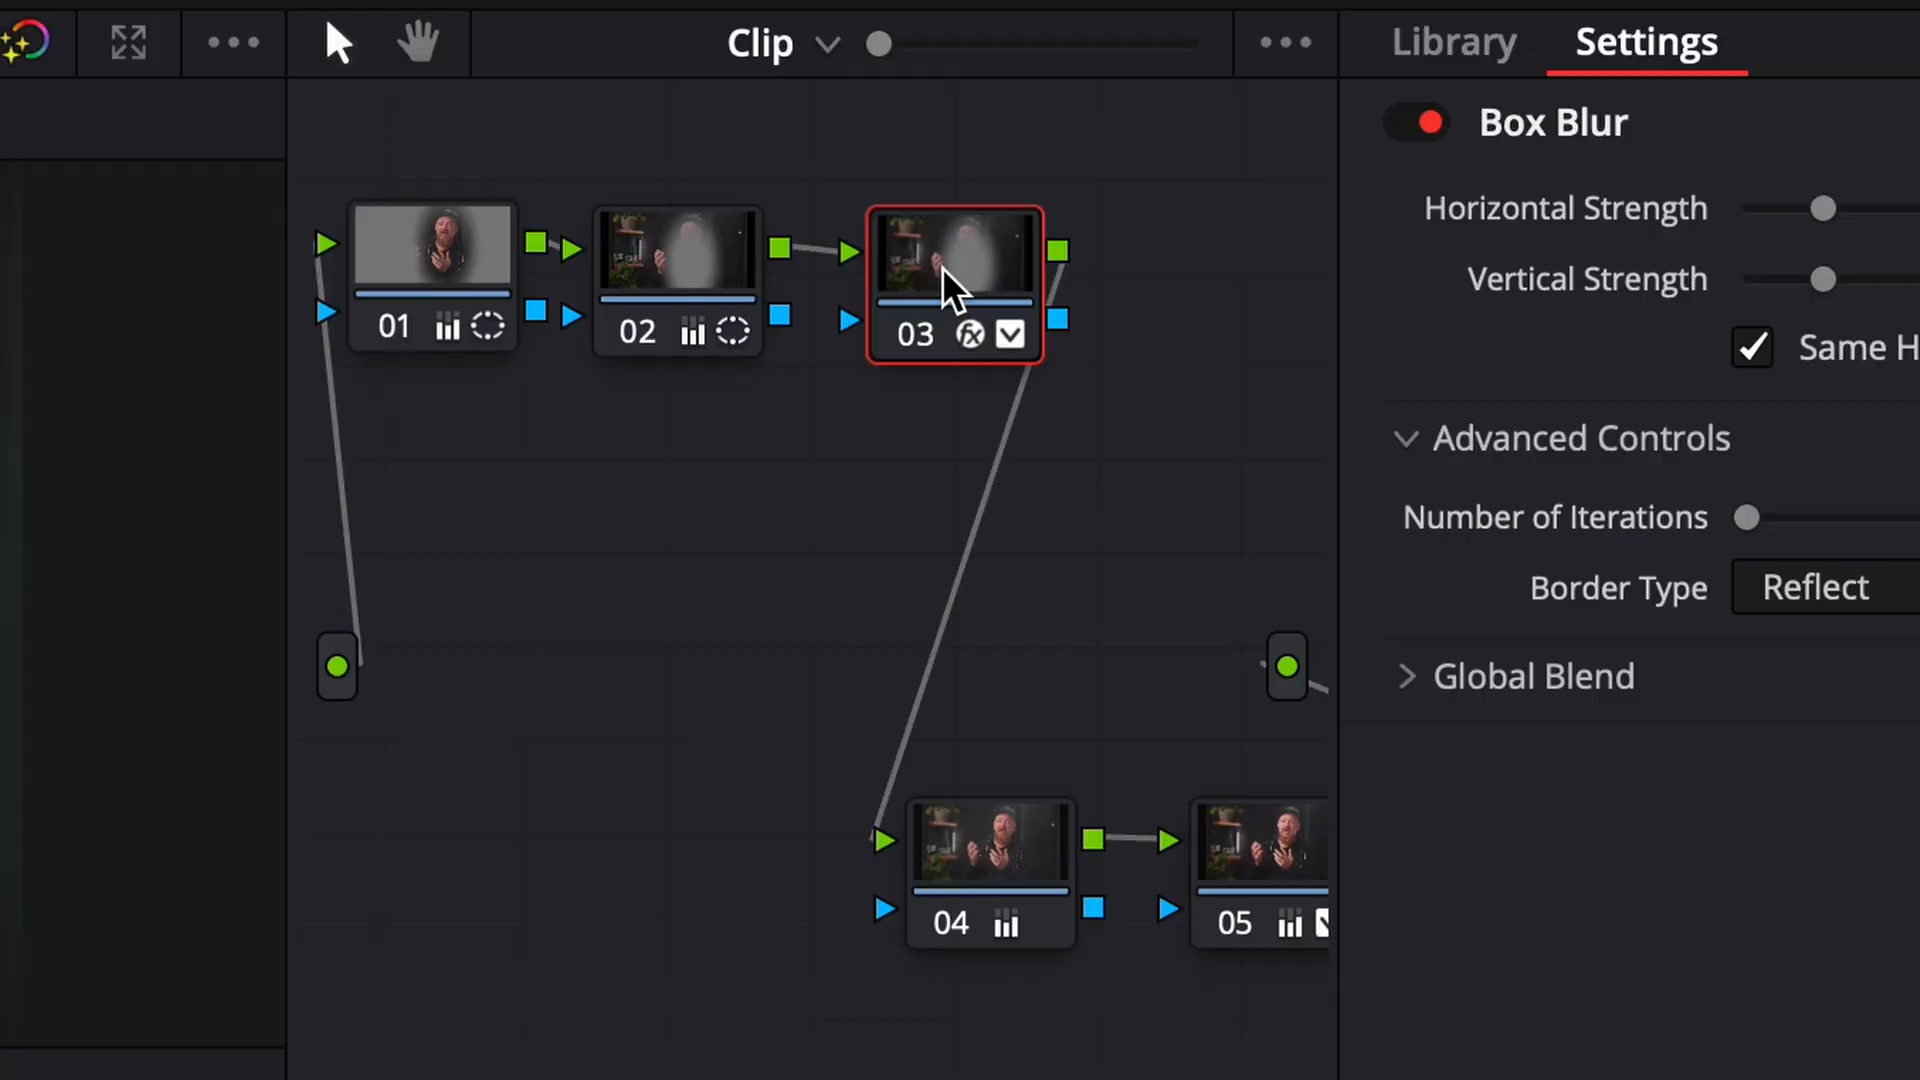 Clip
Library
Settings
Box Blur
Horizontal Strength
Vertical Strength
Same H
Advanced Controls
Number of Iterations
Border Type
Reflect
Global Blend
01
02
03
fx
04
05